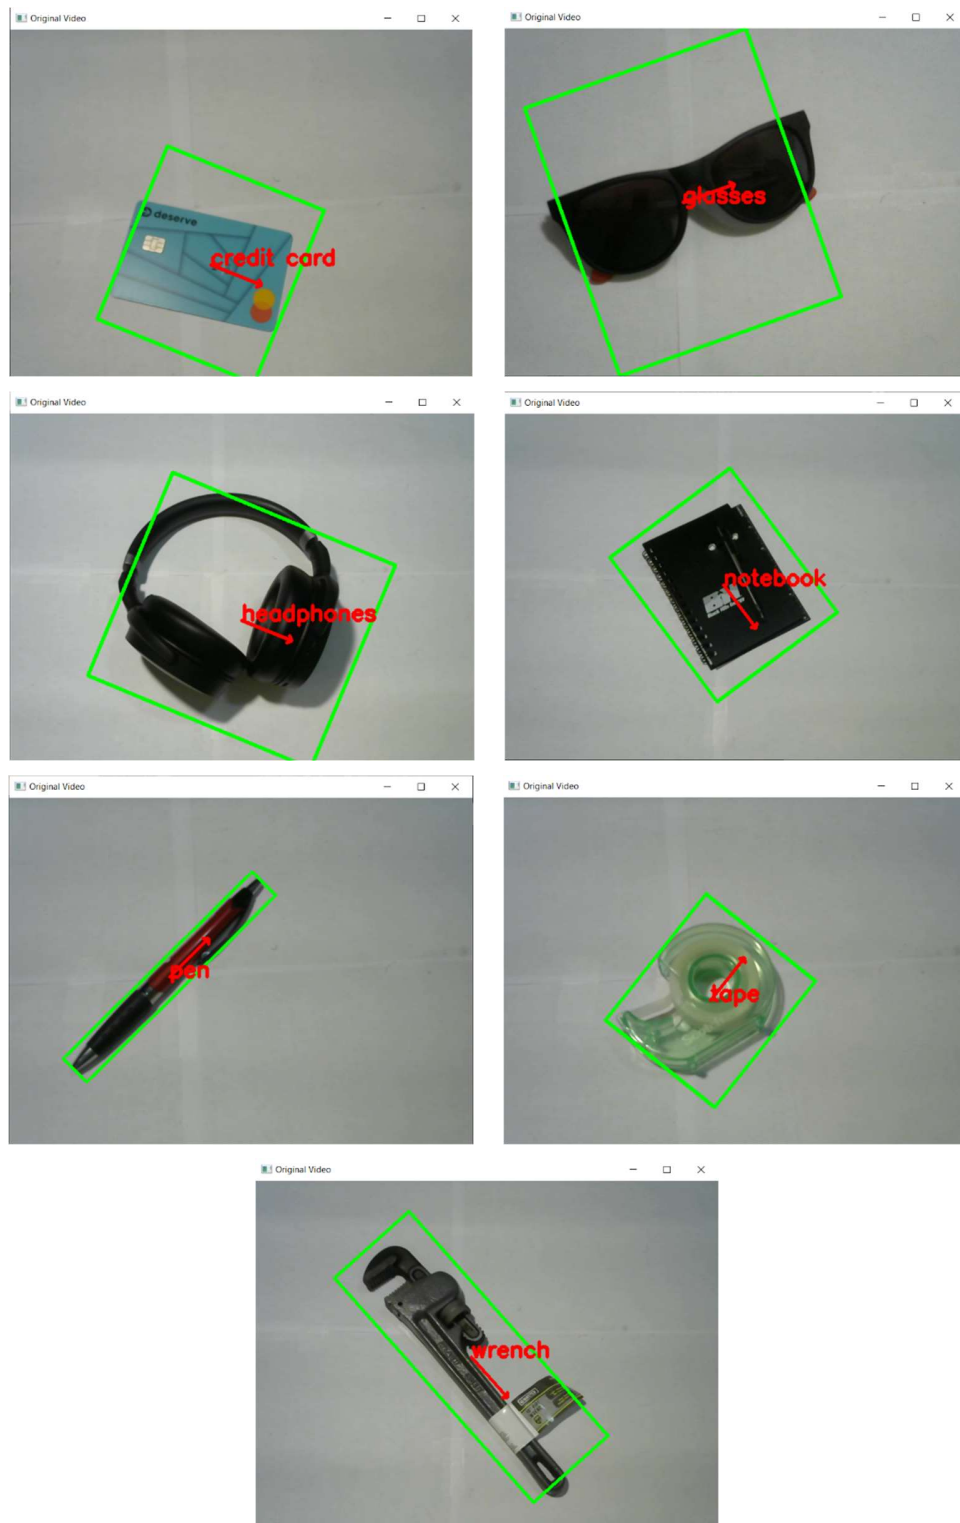 Original Video
Original Video
deserve
credit card
glasses
Original Video
Original Video
headphones
notebook
Original Video
Original Video
pen
tape
Original Video
wrench